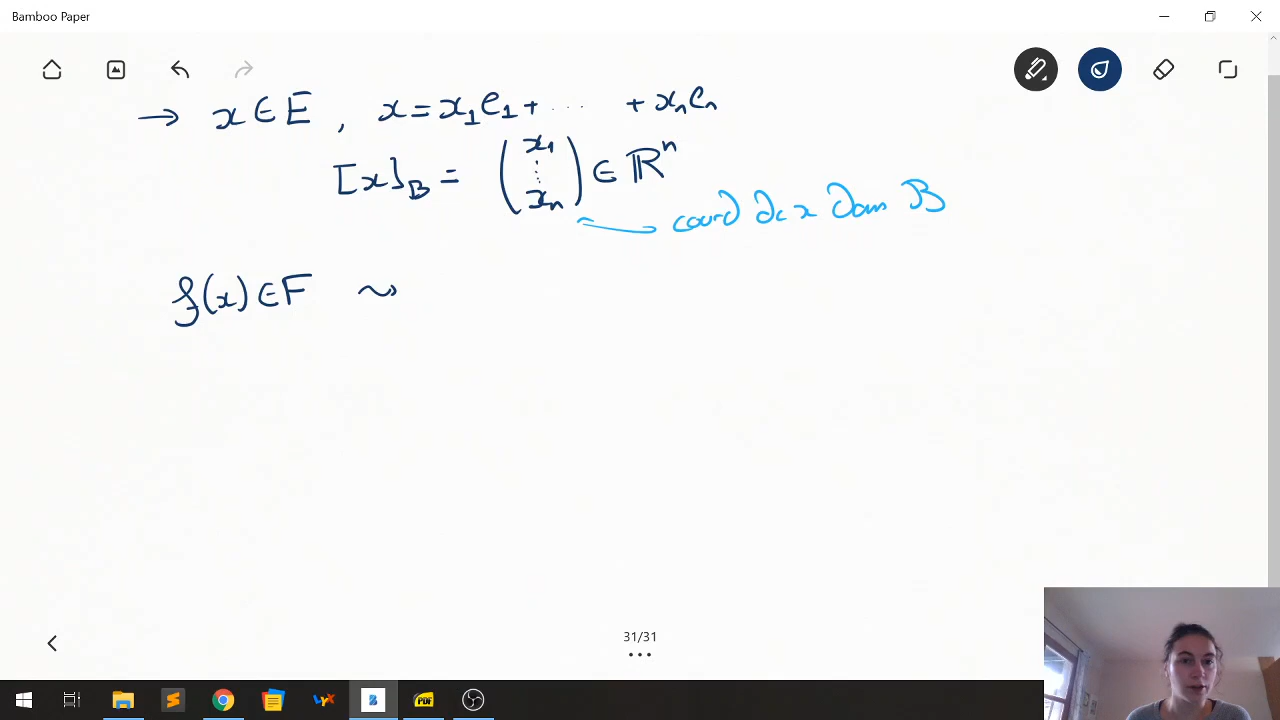 Bamboo Paper
→ x ∈ E , x = x₁e₁ + ... + xₙeₙ
[x]_B = (x₁ ⋮ xₙ) ∈ ℝⁿ
coord de x dans B
f(x) ∈ F ⇝
31/31